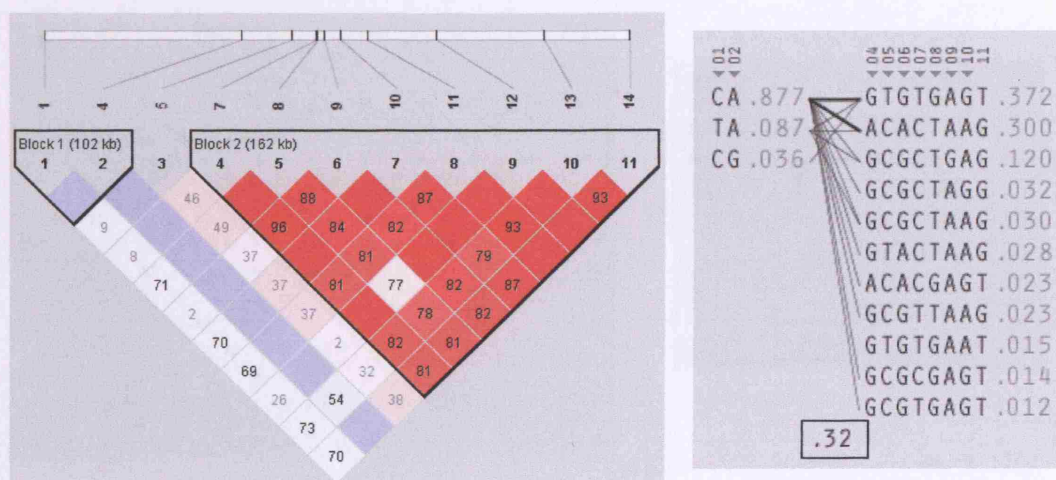 1 4 7 8 9 10 11 12 13 14
Block 1 (102 kb) Block 2 (162 kb)
1 2 3 4 5 6 7 8 9 10 11
46 88 87 93
9 49 96 84 82 93
8 37 81 79
71 37 81 77 82 87
2 37 78 82
70 2 82 81
69 32 81
26 54 38
73
70
01 02 04 05 06 07 08 09 10 11
CA .877 GTGTGAGT .372
TA .087 ACACTAAG .300
CG .036 GCGCTGAG .120
GCGCTAGG .032
GCGCTAAG .030
GTACTAAG .028
ACACGAGT .023
GCGTTAAG .023
GTGTGAAT .015
GCGCGAGT .014
GCGTGAGT .012
.32